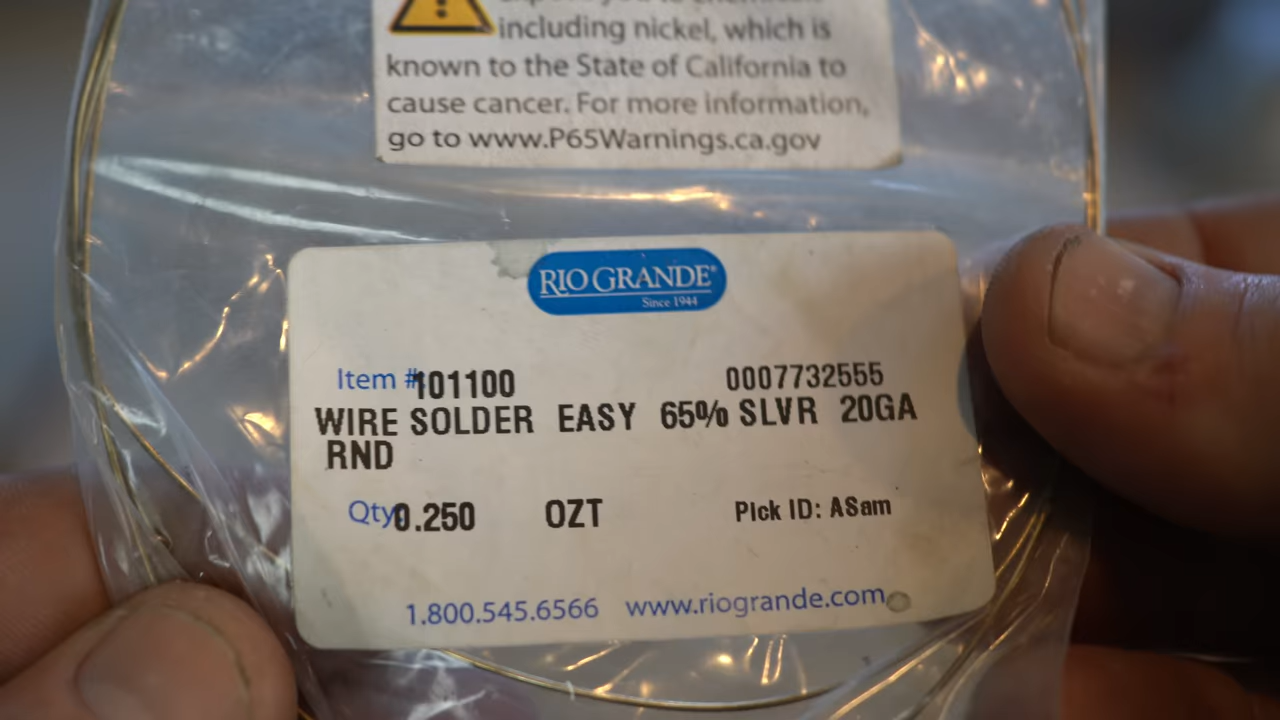 including nickel, which is
known to the State of California to
cause cancer. For more information,
go to www.P65Warnings.ca.gov
RIO GRANDE®
Since 1944
Item #101100 0007732555
WIRE SOLDER EASY 65% SLVR 20GA
RND
Qty 0.250 OZT Pick ID: ASam
1.800.545.6566 www.riogrande.com